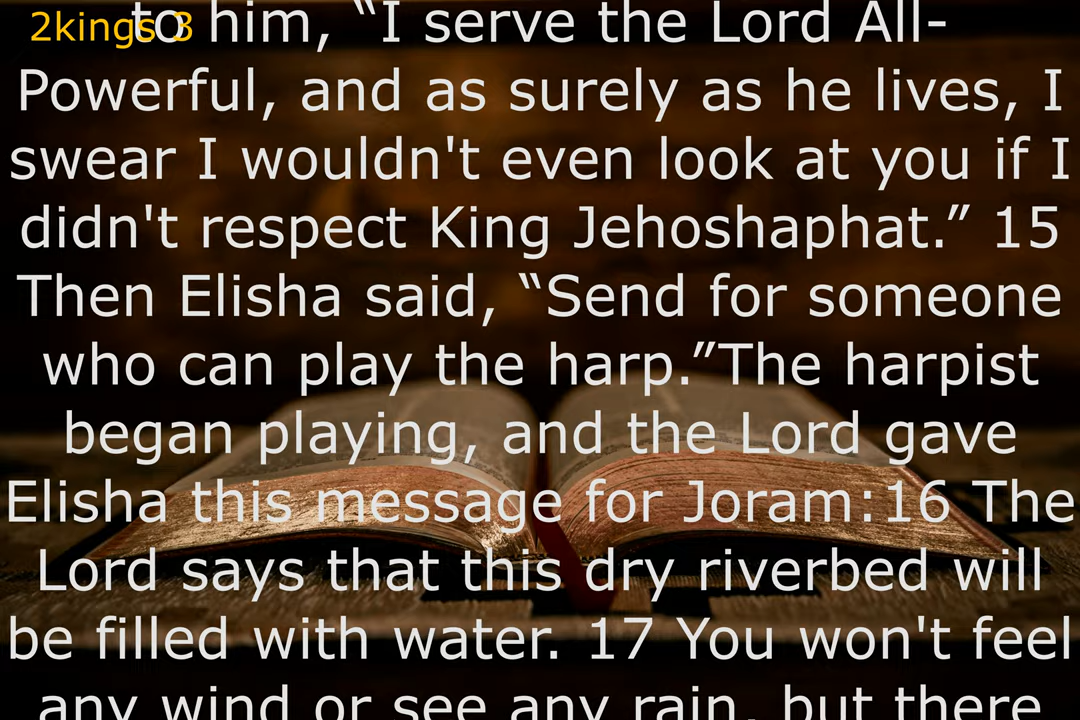 2kings 3
to him, “I serve the Lord All-
Powerful, and as surely as he lives, I
swear I wouldn't even look at you if I
didn't respect King Jehoshaphat.” 15
Then Elisha said, “Send for someone
who can play the harp.”The harpist
began playing, and the Lord gave
Elisha this message for Joram:16 The
Lord says that this dry riverbed will
be filled with water. 17 You won't feel
any wind or see any rain, but there